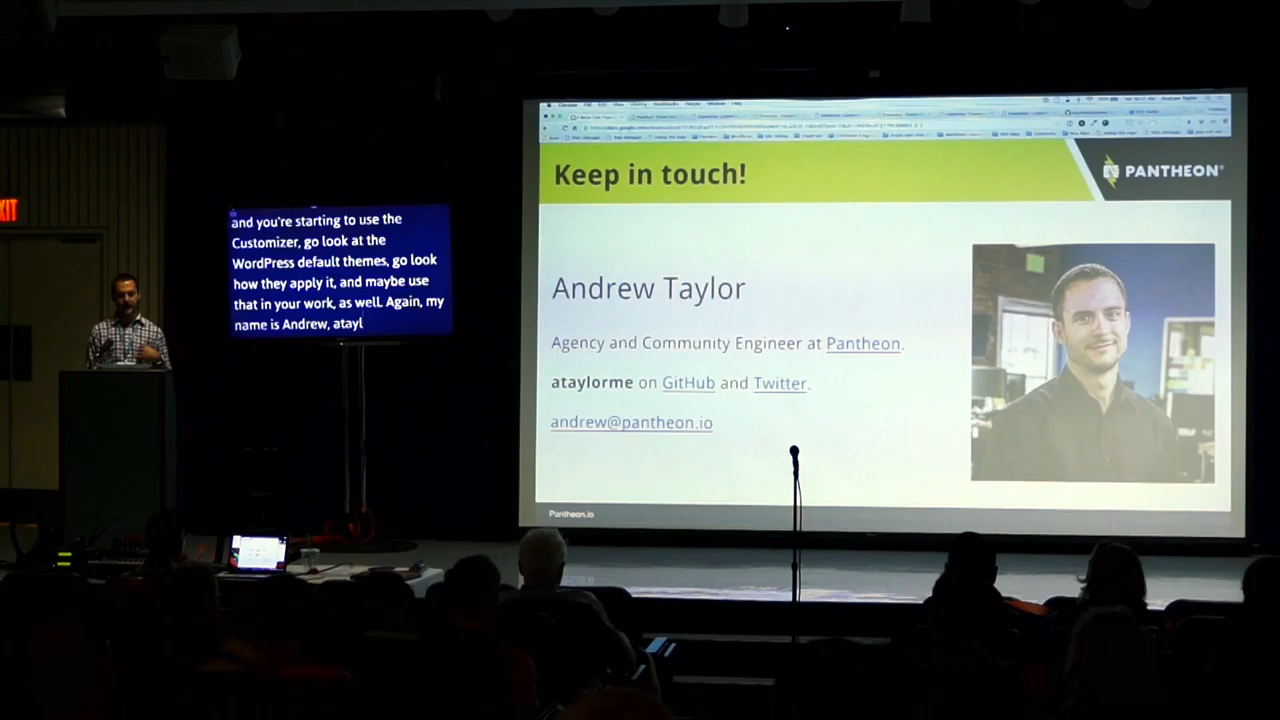 XIT
and you're starting to use the
Customizer, go look at the
WordPress default themes, go look
how they apply it, and maybe use
that in your work, as well. Again, my
name is Andrew, atayl
Keep in touch!
PANTHEON
Andrew Taylor
Agency and Community Engineer at Pantheon.
ataylorme on GitHub and Twitter.
andrew@pantheon.io
Pantheon.io